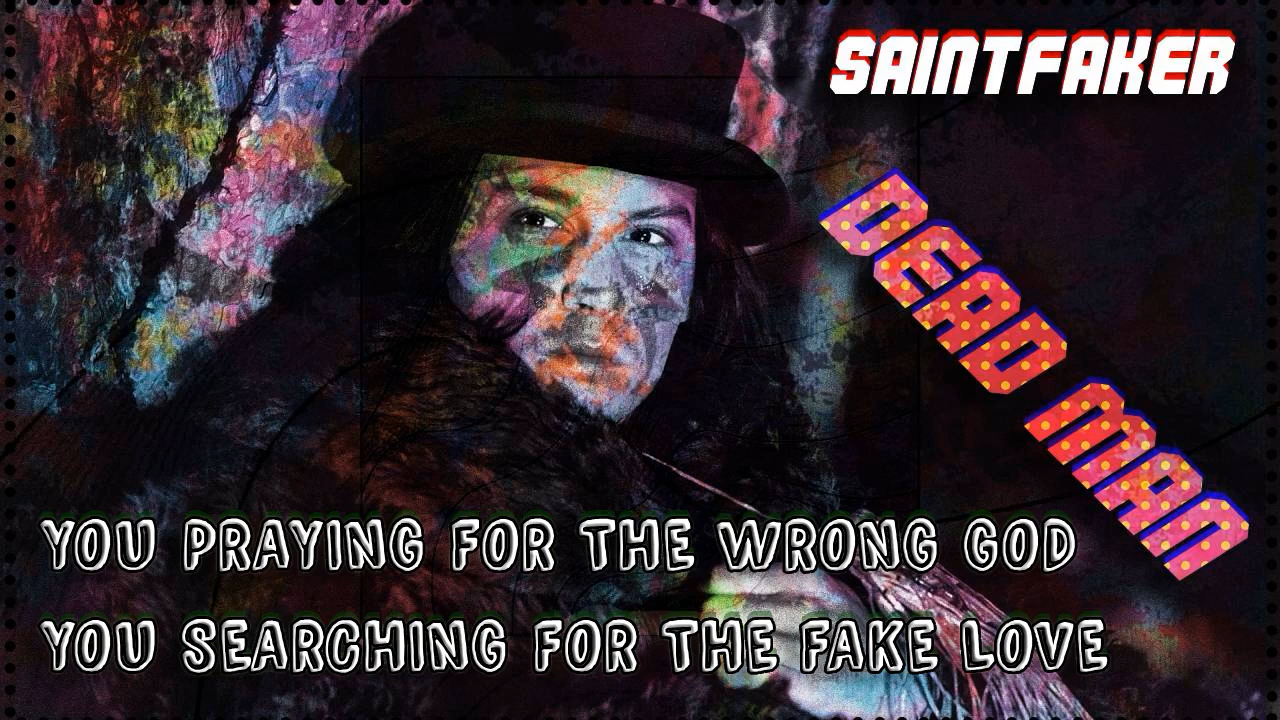 SAINTFAKER
DEAD MAN
YOU PRAYING FOR THE WRONG GOD
YOU SEARCHING FOR THE FAKE LOVE